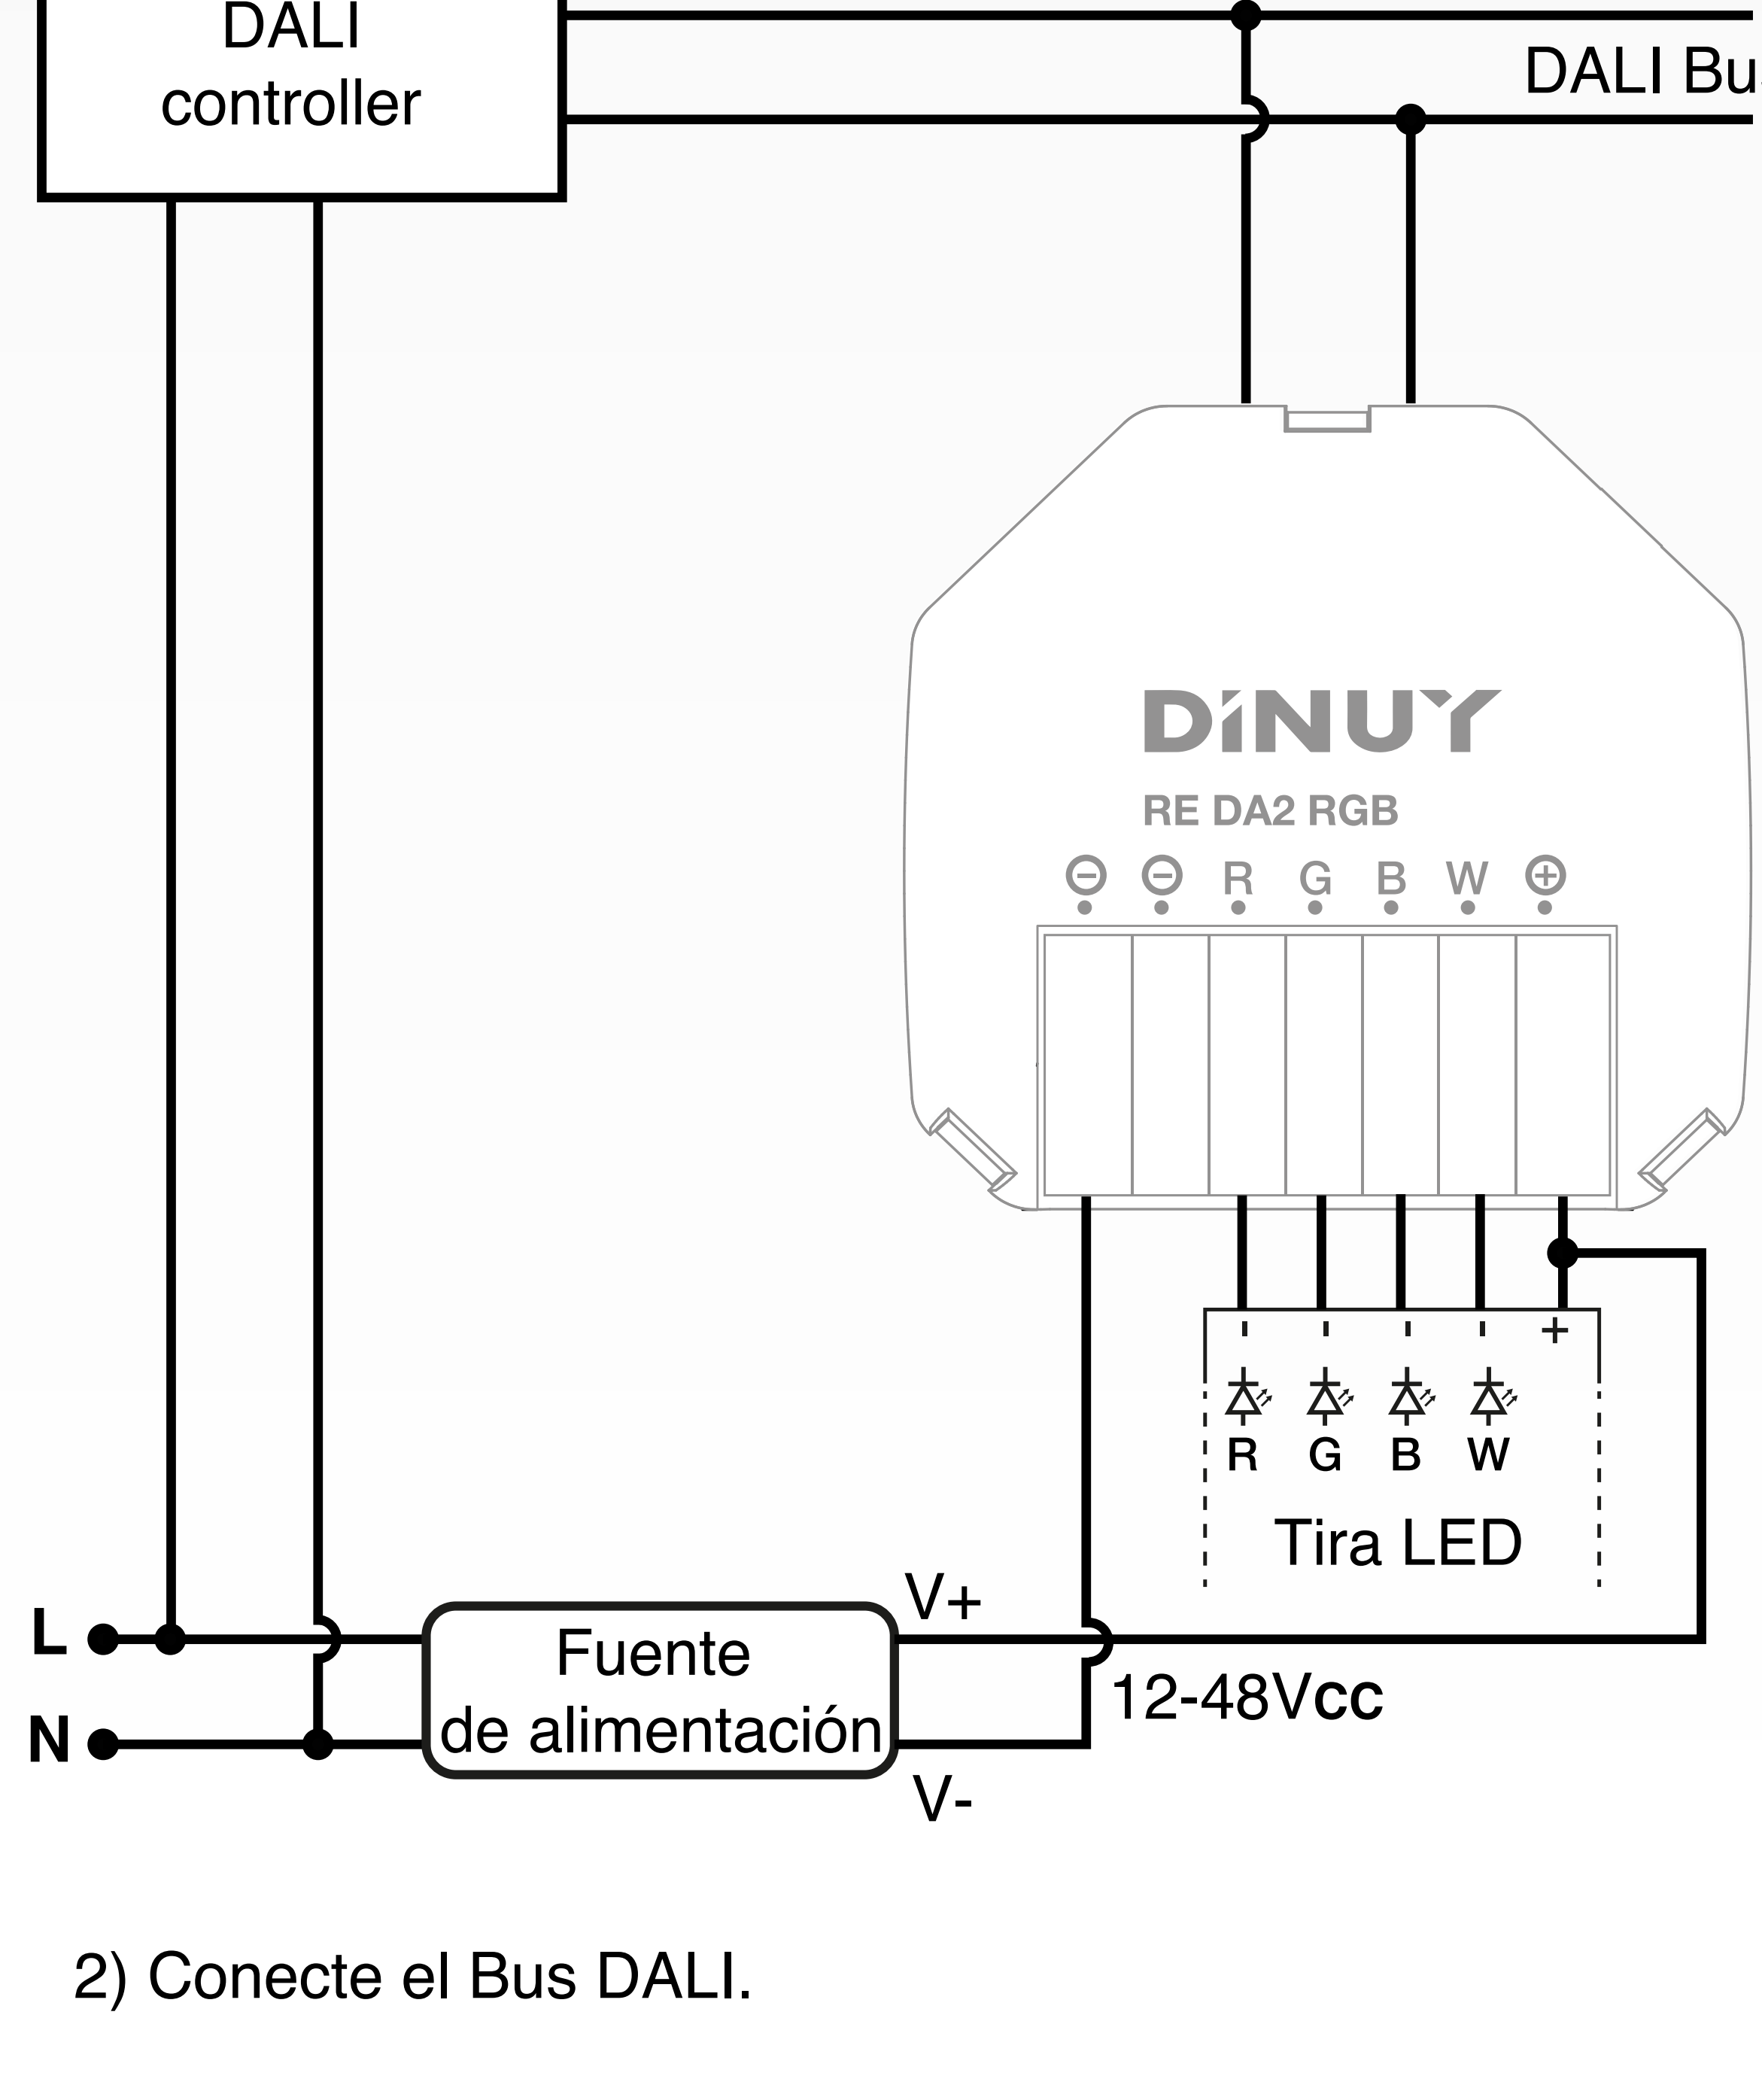 DALI
controller
DALI Bu
DiNUY
RE DA2 RGB
⊖ ⊖ R G B W ⊕
- - - - +
R G B W
Tira LED
V+
L
Fuente
de alimentación
12-48Vcc
N
V-
2) Conecte el Bus DALI.